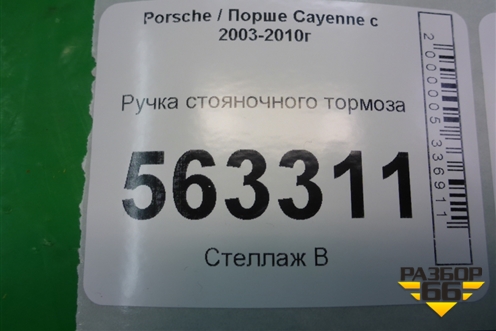 Porsche / Порше Cayenne с
2003-2010г
Ручка стояночного тормоза
563311
Стеллаж В
2000005336911
РАЗБОР
66